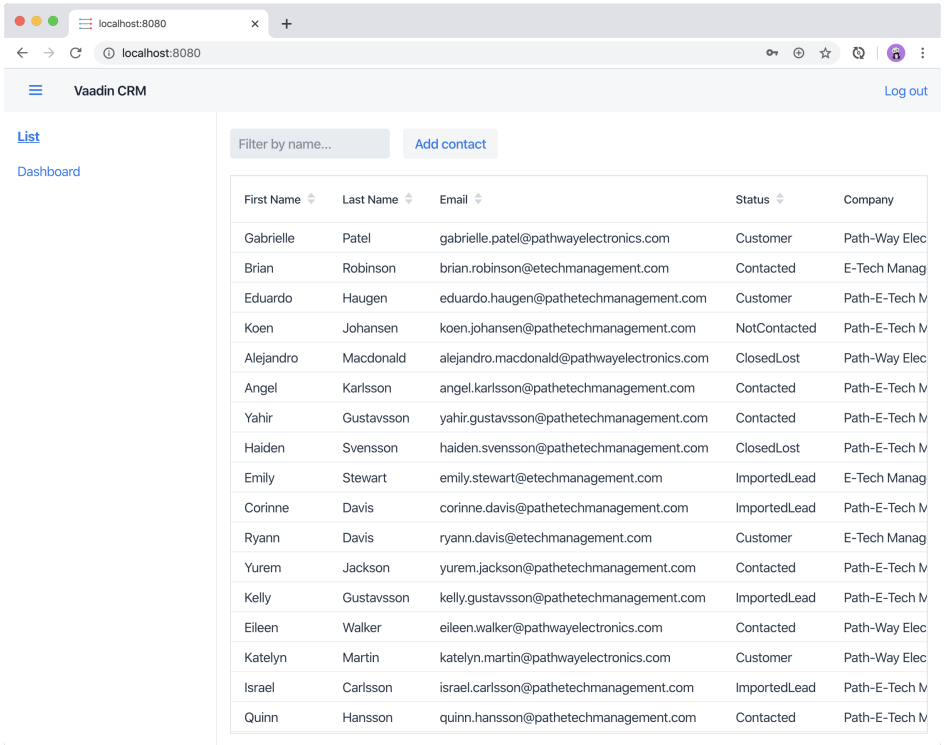 localhost:8080
localhost:8080
Vaadin CRM
Log out
List
Dashboard
Filter by name...
Add contact
First Name Last Name Email Status Company
Gabrielle Patel gabrielle.patel@pathwayelectronics.com Customer Path-Way Elec
Brian Robinson brian.robinson@etechmanagement.com Contacted E-Tech Manag
Eduardo Haugen eduardo.haugen@pathetechmanagement.com Customer Path-E-Tech M
Koen Johansen koen.johansen@pathetechmanagement.com NotContacted Path-E-Tech M
Alejandro Macdonald alejandro.macdonald@pathwayelectronics.com ClosedLost Path-Way Elec
Angel Karlsson angel.karlsson@pathetechmanagement.com Contacted Path-E-Tech M
Yahir Gustavsson yahir.gustavsson@pathetechmanagement.com Contacted Path-E-Tech M
Haiden Svensson haiden.svensson@pathetechmanagement.com ClosedLost Path-E-Tech M
Emily Stewart emily.stewart@etechmanagement.com ImportedLead E-Tech Manag
Corinne Davis corinne.davis@pathetechmanagement.com ImportedLead Path-E-Tech M
Ryann Davis ryann.davis@etechmanagement.com Customer E-Tech Manag
Yurem Jackson yurem.jackson@pathetechmanagement.com Contacted Path-E-Tech M
Kelly Gustavsson kelly.gustavsson@pathetechmanagement.com ImportedLead Path-E-Tech M
Eileen Walker eileen.walker@pathwayelectronics.com Contacted Path-Way Elec
Katelyn Martin katelyn.martin@pathwayelectronics.com Customer Path-Way Elec
Israel Carlsson israel.carlsson@pathetechmanagement.com ImportedLead Path-E-Tech M
Quinn Hansson quinn.hansson@pathetechmanagement.com Contacted Path-E-Tech M